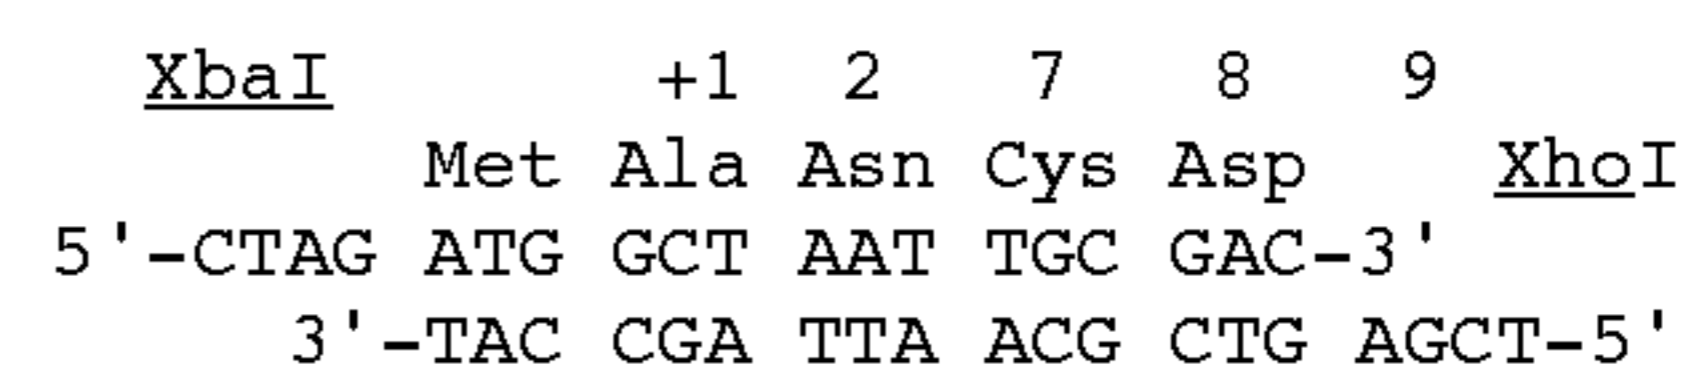 XbaI +1 2 7 8 9
Met Ala Asn Cys Asp XhoI
5'-CTAG ATG GCT AAT TGC GAC-3'
3'-TAC CGA TTA ACG CTG AGCT-5'